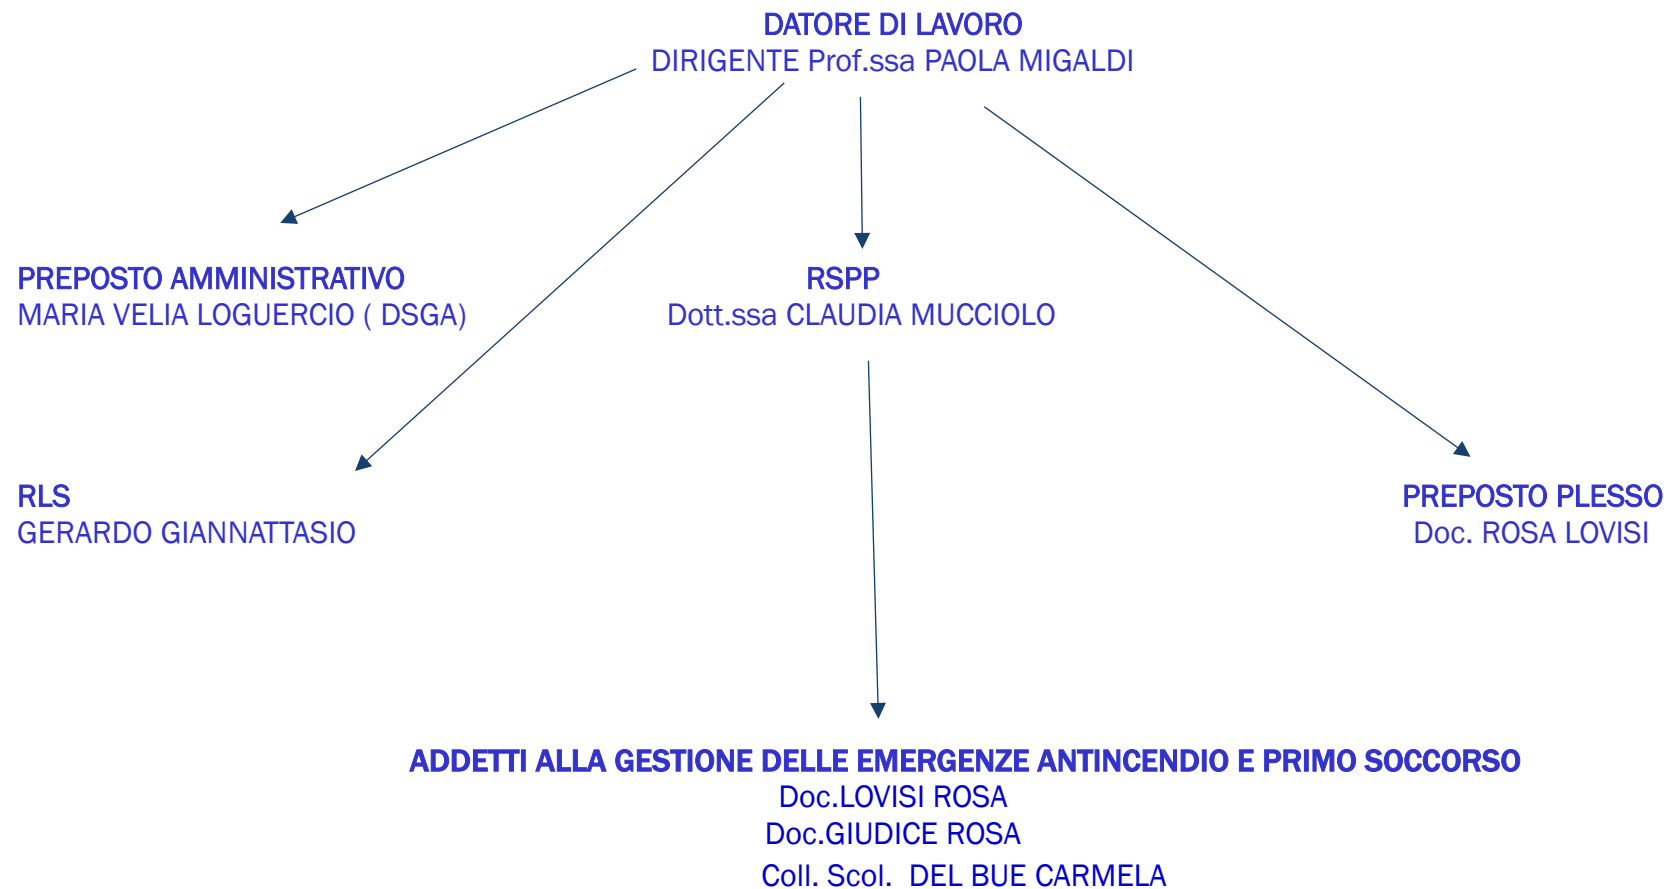 DATORE DI LAVORO
DIRIGENTE Prof.ssa PAOLA MIGALDI
PREPOSTO AMMINISTRATIVO
MARIA VELIA LOGUERCIO ( DSGA)
RSPP
Dott.ssa CLAUDIA MUCCIOLO
RLS
GERARDO GIANNATTASIO
PREPOSTO PLESSO
Doc. ROSA LOVISI
ADDETTI ALLA GESTIONE DELLE EMERGENZE ANTINCENDIO E PRIMO SOCCORSO
Doc.LOVISI ROSA
Doc.GIUDICE ROSA
Coll. Scol. DEL BUE CARMELA